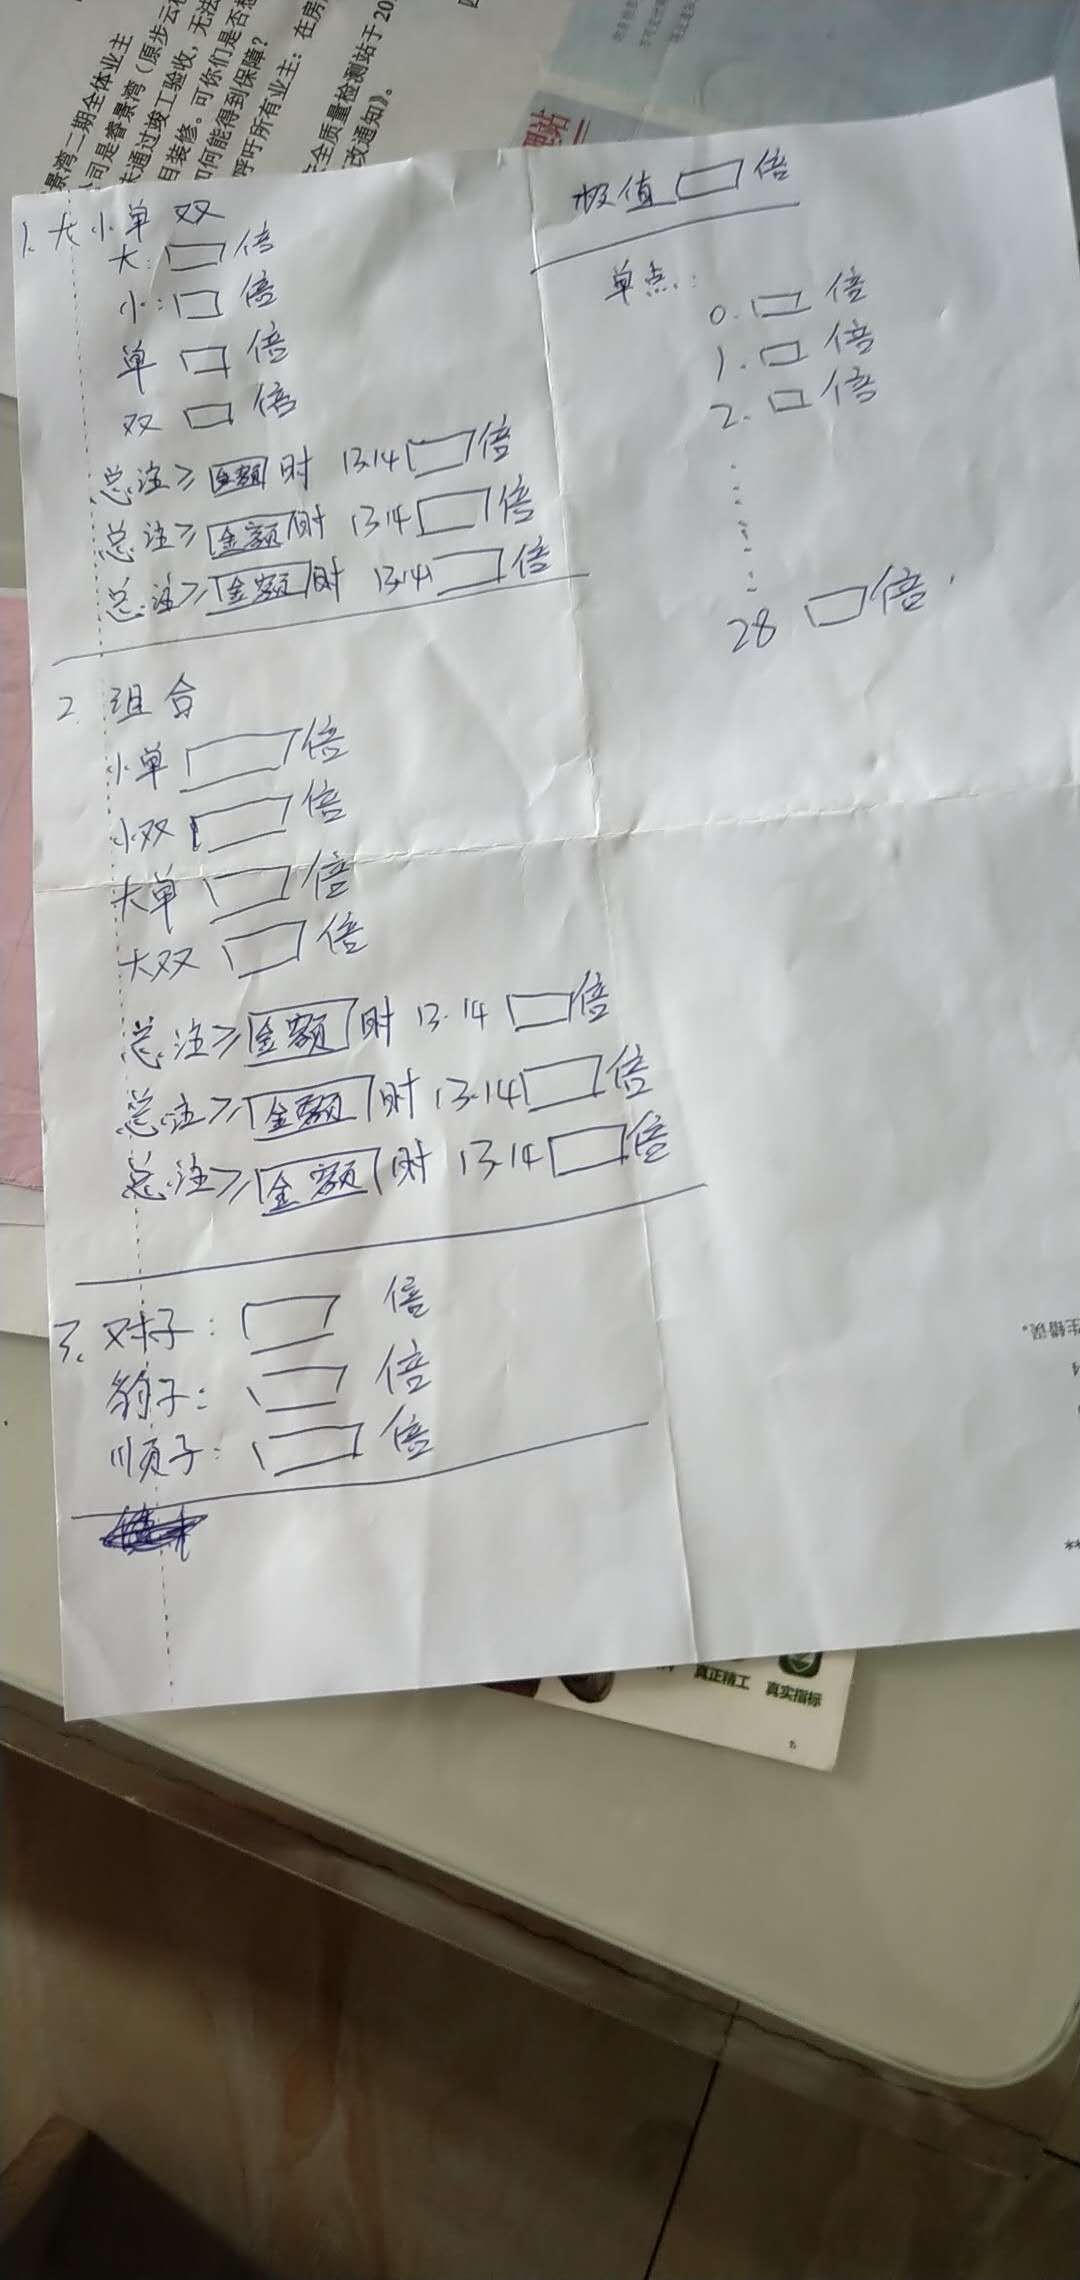 景湾二期全体业主
司是睿景湾（原步云
未通过竣工验收，无法
目装修。可你们是否想
如何能得到保障？
呼吁所有业主：在房
安全质量检测站于20
改通知》。
1. 大小单双
大：倍
小：倍
单 倍
双 倍
总注≥金额时 13.14 倍
总注≥金额时 13.14 倍
总注≥金额时 13.14 倍
2. 组合
小单 倍
小双 倍
大单 倍
大双 倍
总注≥金额时 13.14 倍
总注≥金额时 13.14 倍
总注≥金额时 13.14 倍
3. 对子： 倍
豹子： 倍
顺子： 倍
极值 倍
单点：
0. 倍
1. 倍
2. 倍
28 倍
生错误。
**
真正精工 真实指标